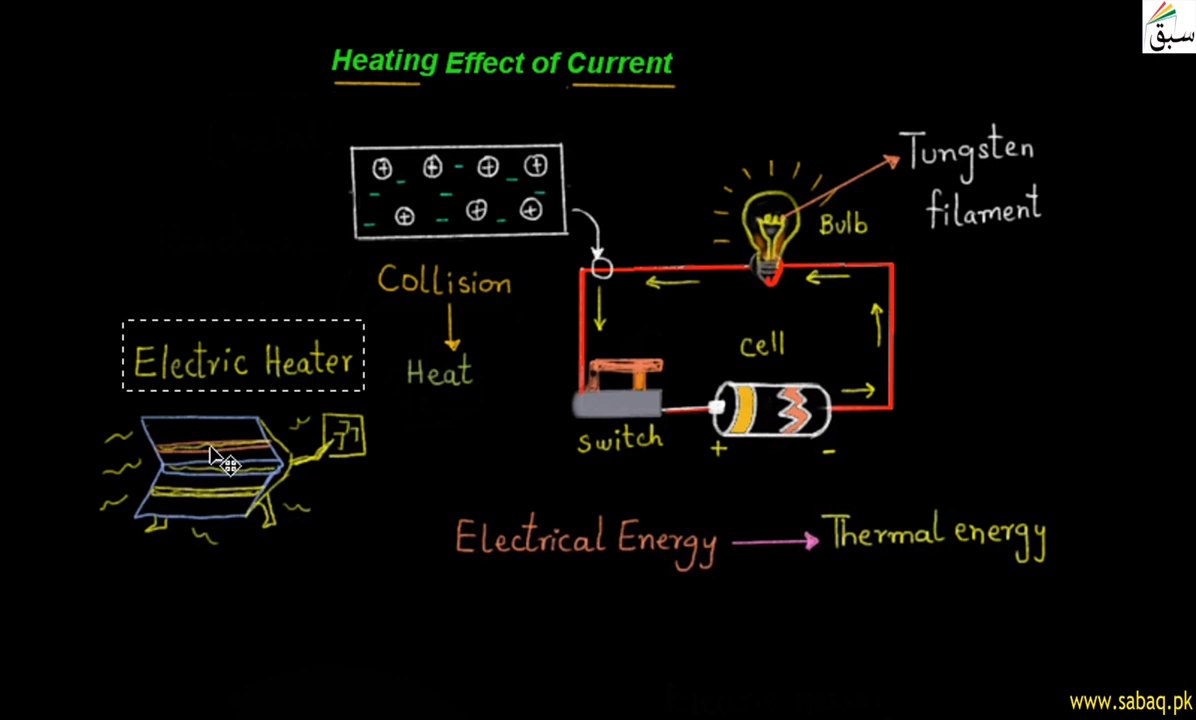 سبق
Heating Effect of Current
Tungsten
filament
Bulb
Collision
Electric Heater
Heat
Cell
Switch
+ -
Electrical Energy
Thermal energy
www.sabaq.pk